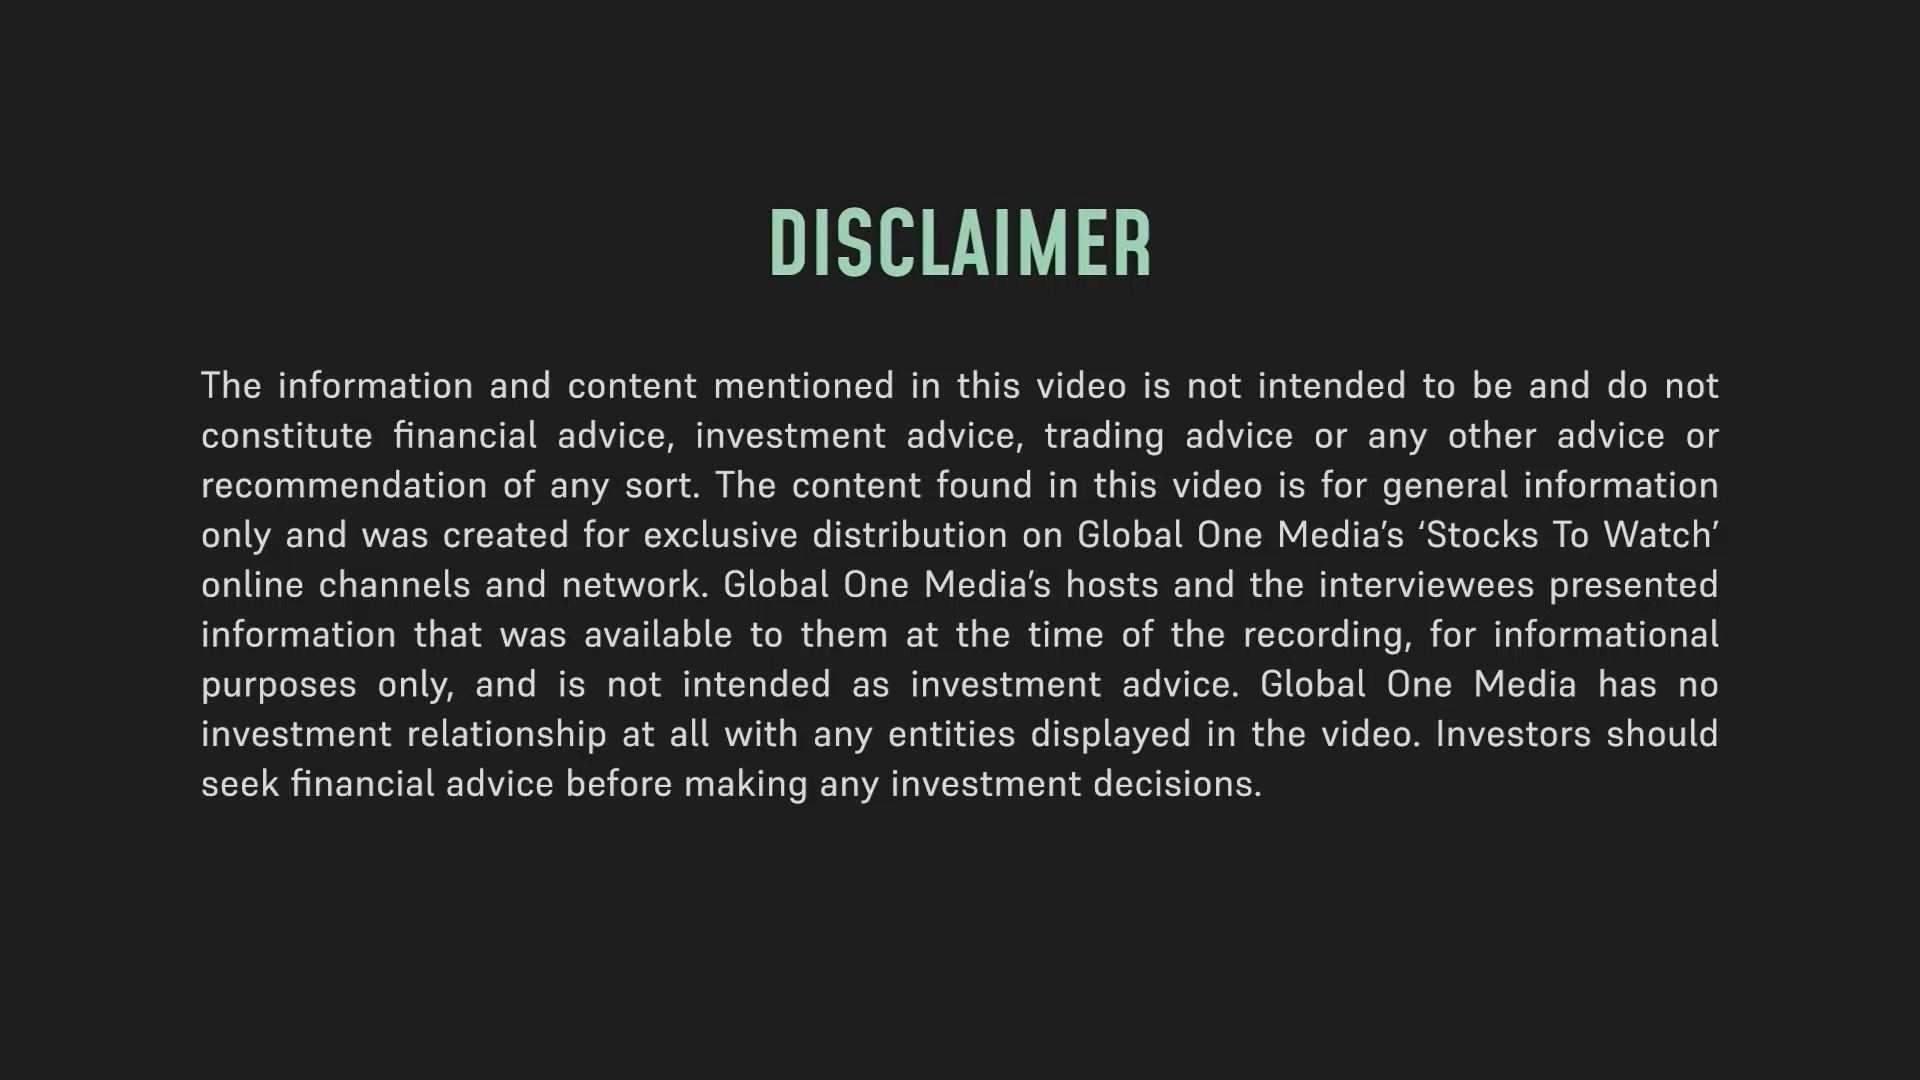 DISCLAIMER
The information and content mentioned in this video is not intended to be and do not
constitute financial advice, investment advice, trading advice or any other advice or
recommendation of any sort. The content found in this video is for general information
only and was created for exclusive distribution on Global One Media’s ‘Stocks To Watch’
online channels and network. Global One Media’s hosts and the interviewees presented
information that was available to them at the time of the recording, for informational
purposes only, and is not intended as investment advice. Global One Media has no
investment relationship at all with any entities displayed in the video. Investors should
seek financial advice before making any investment decisions.